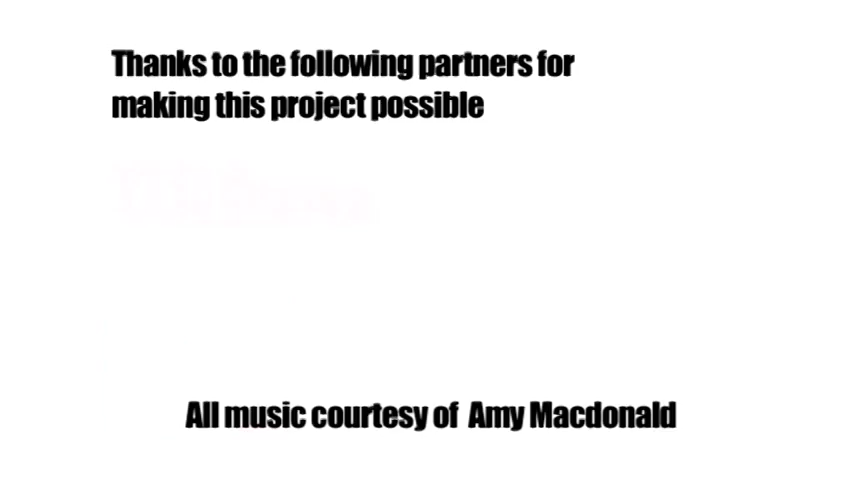 Thanks to the following partners for
making this project possible
All music courtesy of Amy Macdonald